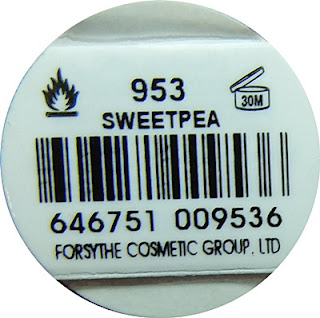 953
30M
SWEETPEA
646751 009536
FORSYTHE COSMETIC GROUP. LTD